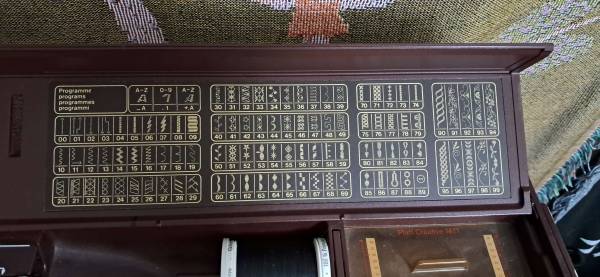 Programme
programs
programmes
programmi
A-Z 0-9 A-Z
A 1 A
..A ..1 +.A
00 01 02 03 04 05 06 07 08 09
10 11 12 13 14 15 16 17 18 19
20 21 22 23 24 25 26 27 28 29
30 31 32 33 34 35 36 37 38 39
40 41 42 43 44 45 46 47 48 49
50 51 52 53 54 55 56 57 58 59
60 61 62 63 64 65 66 67 68 69
70 71 72 73 74
75 76 77 78 79
80 81 82 83 84
85 86 87 88 89
90 91 92 93 94
95 96 97 98 99
Pfaff Creative 1471